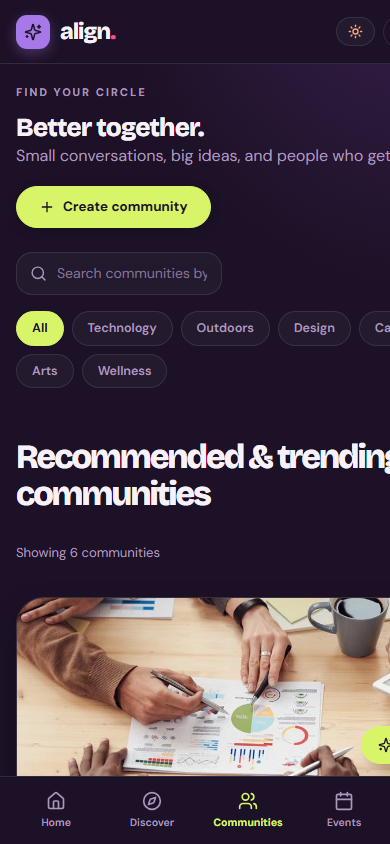 align.
FIND YOUR CIRCLE
Better together.
Small conversations, big ideas, and people who get
+ Create community
Search communities by
All Technology Outdoors Design Ca
Arts Wellness
Recommended & trending
communities
Showing 6 communities
Home Discover Communities Events